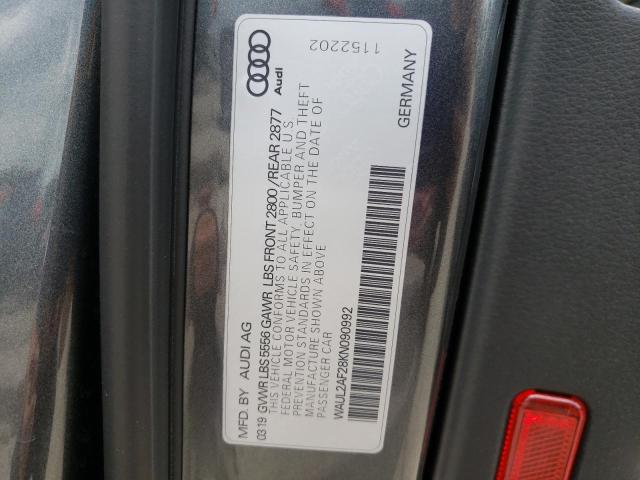 MFD. BY AUDI AG
03 19 GVWR LBS 5556 GAWR LBS FRONT 2800 / REAR 2877
THIS VEHICLE CONFORMS TO ALL APPLICABLE U S
FEDERAL MOTOR VEHICLE SAFETY, BUMPER AND THEFT
PREVENTION STANDARDS IN EFFECT ON THE DATE OF
MANUFACTURE SHOWN ABOVE
PASSENGER CAR
WAUL2AF28KN090992
GERMANY
Audi
1152202